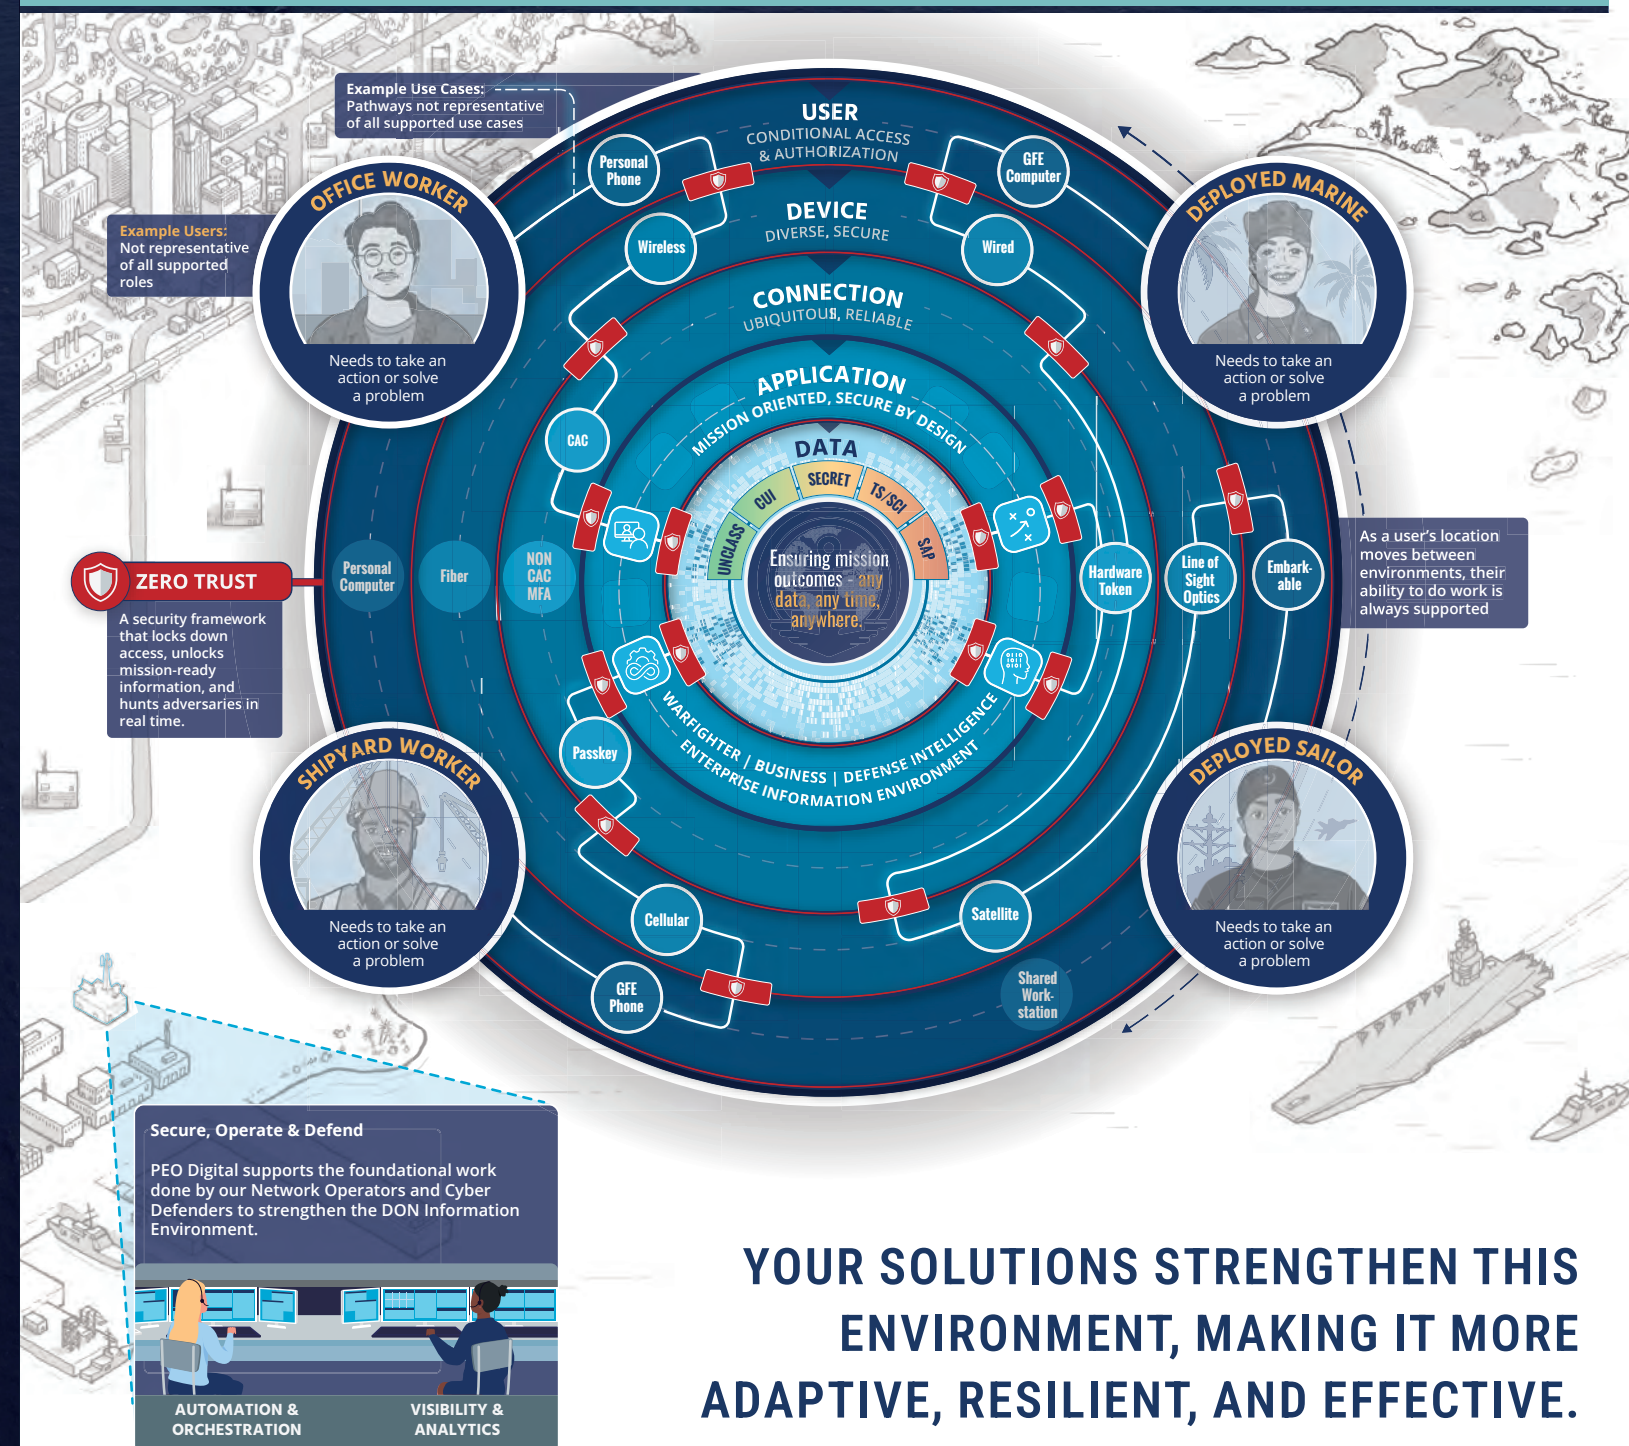 Example Use Cases:
Pathways not representative
of all supported use cases
USER
CONDITIONAL ACCESS
& AUTHORIZATION
Personal
Phone
GFE
Computer
OFFICE WORKER
Needs to take an
action or solve
a problem
Example Users:
Not representative
of all supported
roles
DEPLOYED MARINE
Needs to take an
action or solve
a problem
DEVICE
DIVERSE, SECURE
Wireless
Wired
CONNECTION
UBIQUITOUS, RELIABLE
APPLICATION
MISSION ORIENTED, SECURE BY DESIGN
CAC
DATA
UNCLASS
CUI
SECRET
TS/SCI
SAP
Ensuring mission
outcomes - any
data, any time,
anywhere.
Personal
Computer
Fiber
NON
CAC
MFA
Hardware
Token
Line of
Sight
Optics
Embark-
able
As a user's location
moves between
environments, their
ability to do work is
always supported
ZERO TRUST
A security framework
that locks down
access, unlocks
mission-ready
information, and
hunts adversaries in
real time.
WARFIGHTER | BUSINESS | DEFENSE INTELLIGENCE
ENTERPRISE INFORMATION ENVIRONMENT
0110
1011
0101
Passkey
SHIPYARD WORKER
Needs to take an
action or solve
a problem
DEPLOYED SAILOR
Needs to take an
action or solve
a problem
Cellular
Satellite
GFE
Phone
Shared
Work-
station
Secure, Operate & Defend
PEO Digital supports the foundational work
done by our Network Operators and Cyber
Defenders to strengthen the DON Information
Environment.
AUTOMATION &
ORCHESTRATION
VISIBILITY &
ANALYTICS
YOUR SOLUTIONS STRENGTHEN THIS
ENVIRONMENT, MAKING IT MORE
ADAPTIVE, RESILIENT, AND EFFECTIVE.